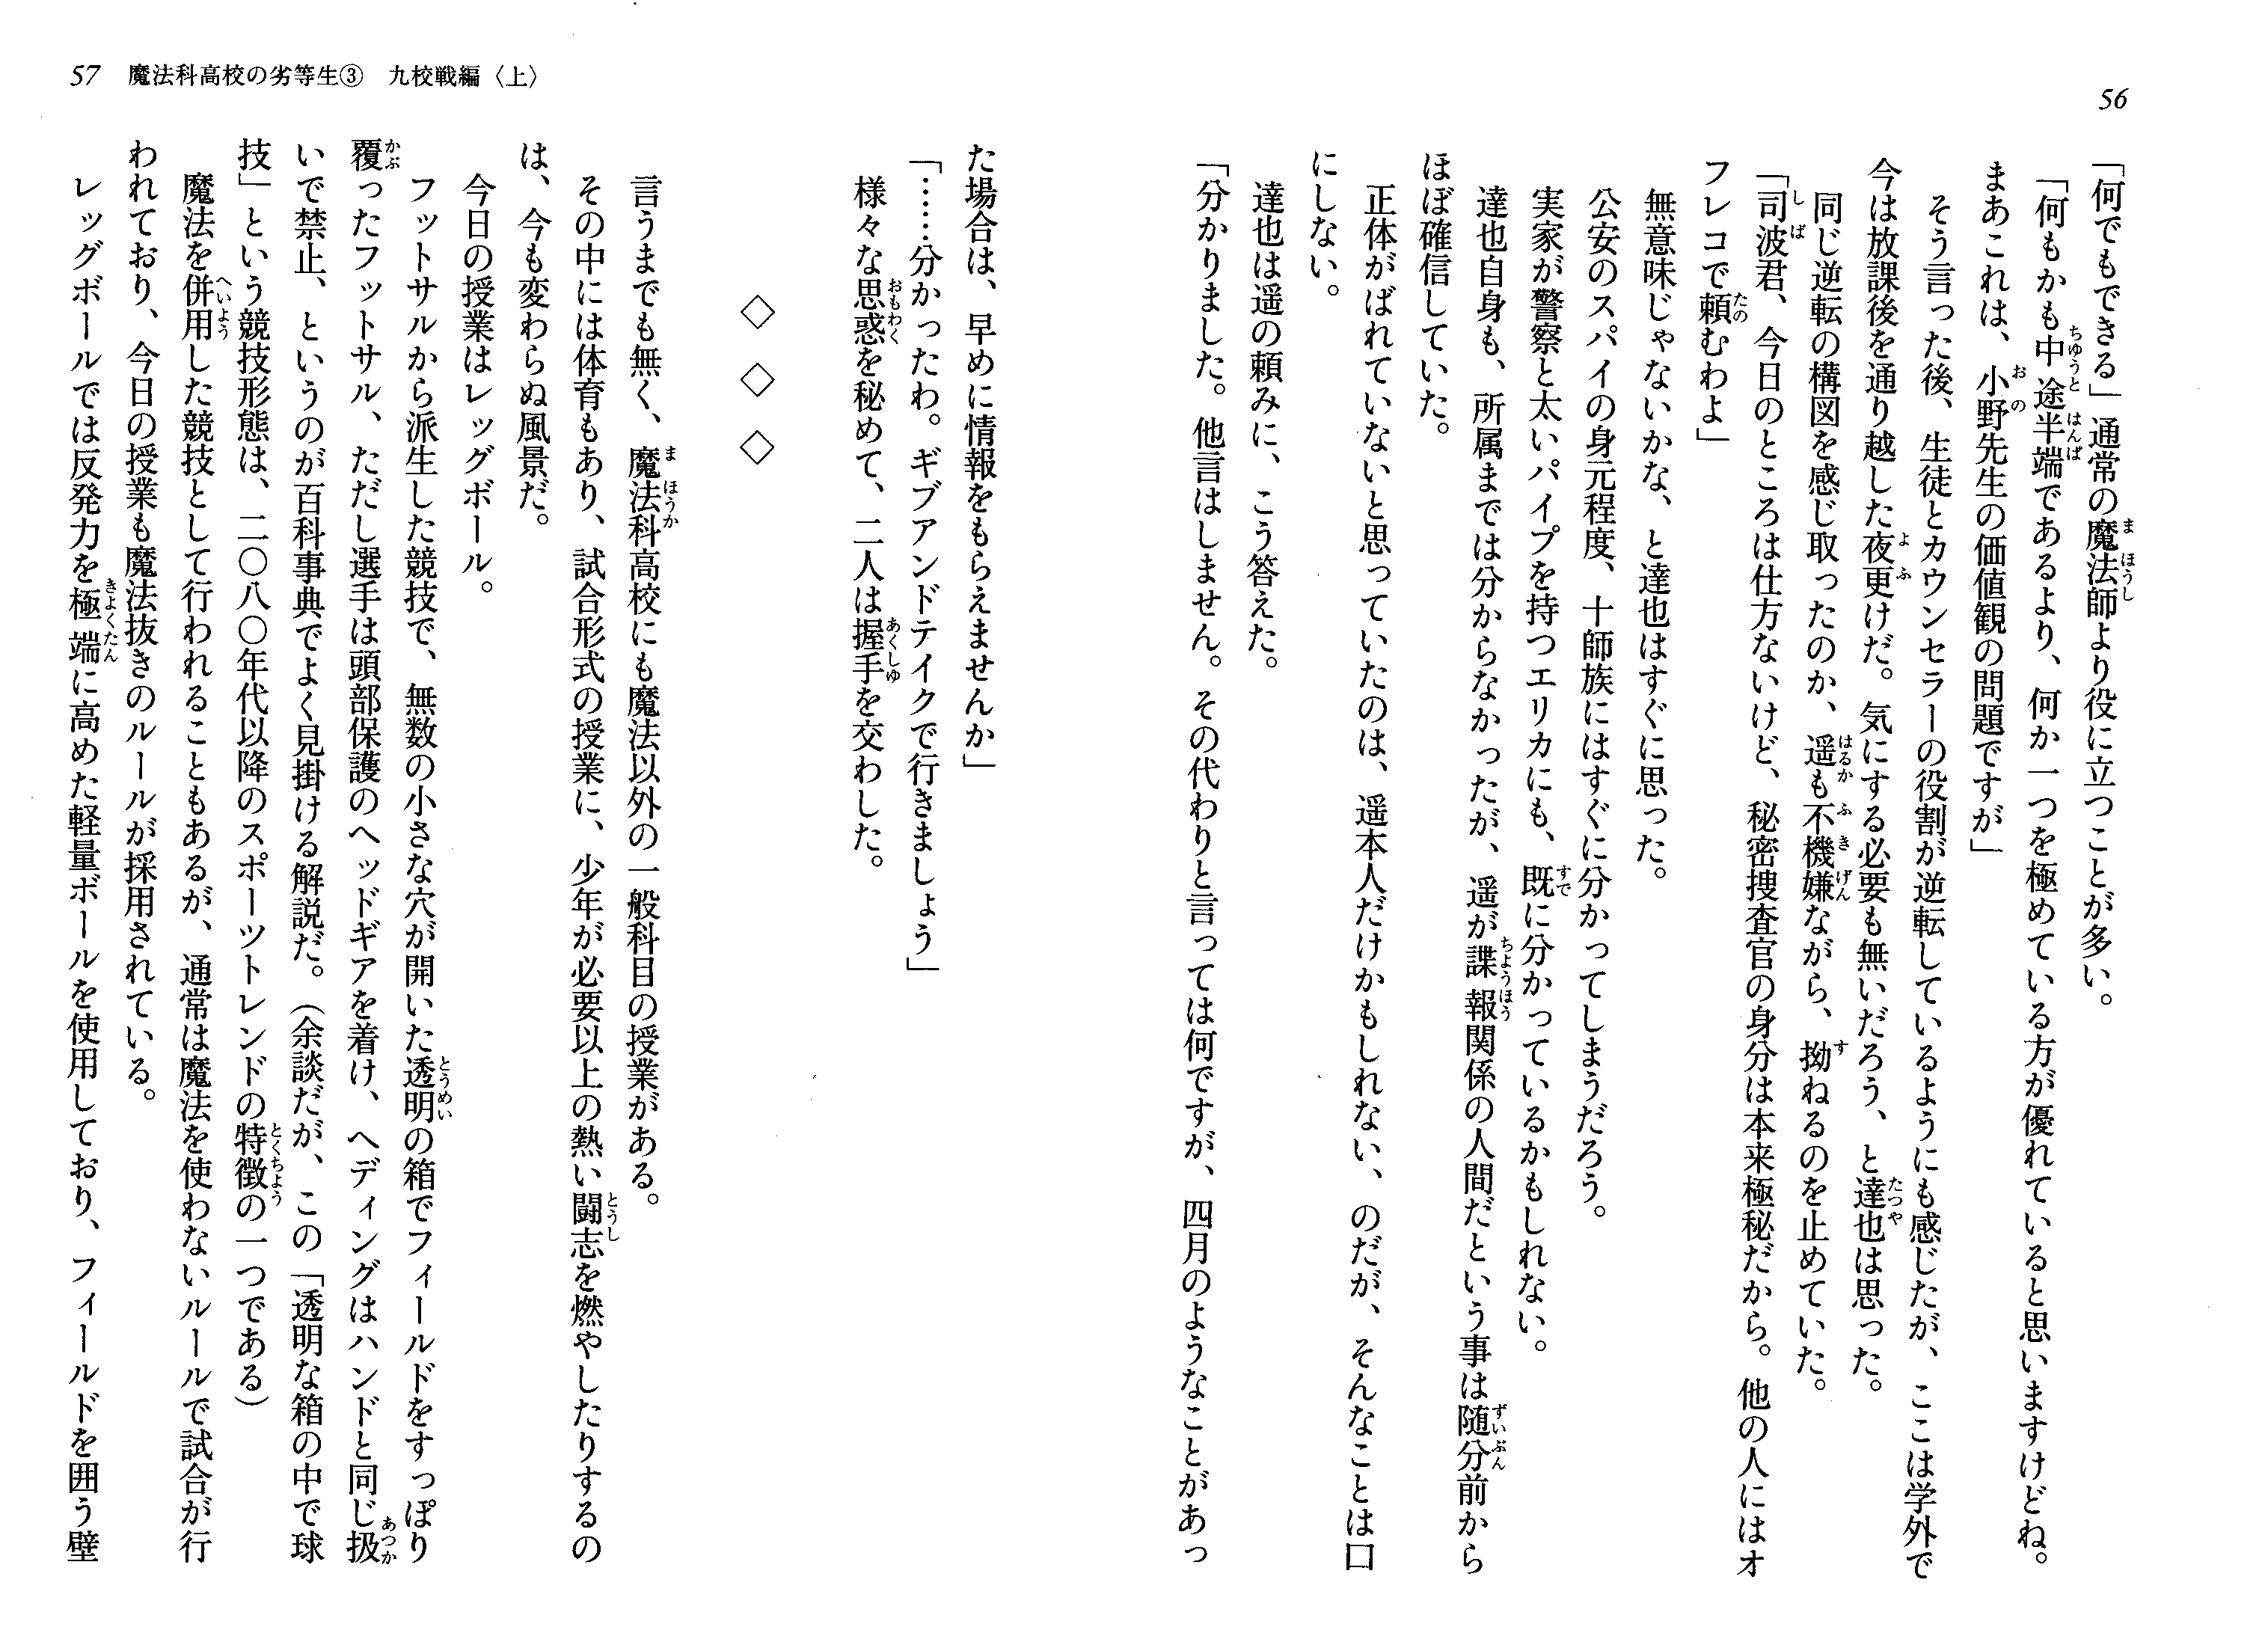 56
「何でもできる」通常の魔法師より役に立つことが多い。
「何もかも中途半端であるより、何か一つを極めている方が優れていると思いますけどね。
まあこれは、小野先生の価値観の問題ですが」
そう言った後、生徒とカウンセラーの役割が逆転しているようにも感じたが、ここは学外で
今は放課後を通り越した夜更けだ。気にする必要も無いだろう、と達也は思った。
同じ逆転の構図を感じ取ったのか、遥も不機嫌ながら、拗ねるのを止めていた。
「司波君、今日のところは仕方ないけど、秘密捜査官の身分は本来極秘だから。他の人にはオ
フレコで頼むわよ」
無意味じゃないかな、と達也はすぐに思った。
公安のスパイの身元程度、十師族にはすぐに分かってしまうだろう。
実家が警察と太いパイプを持つエリカにも、既に分かっているかもしれない。
達也自身も、所属までは分からなかったが、遥が諜報関係の人間だという事は随分前から
ほぼ確信していた。
正体がばれていないと思っていたのは、遥本人だけかもしれない、のだが、そんなことは口
にしない。
達也は遥の頼みに、こう答えた。
「分かりました。他言はしません。その代わりと言っては何ですが、四月のようなことがあっ
57 魔法科高校の劣等生③ 九校戦編〈上〉
た場合は、早めに情報をもらえませんか」
「……分かったわ。ギブアンドテイクで行きましょう」
様々な思惑を秘めて、二人は握手を交わした。
◇ ◇ ◇
言うまでも無く、魔法科高校にも魔法以外の一般科目の授業がある。
その中には体育もあり、試合形式の授業に、少年が必要以上の熱い闘志を燃やしたりするの
は、今も変わらぬ風景だ。
今日の授業はレッグボール。
フットサルから派生した競技で、無数の小さな穴が開いた透明の箱でフィールドをすっぽり
覆ったフットサル、ただし選手は頭部保護のヘッドギアを着け、ヘディングはハンドと同じ扱
いで禁止、というのが百科事典でよく見掛ける解説だ。（余談だが、この「透明な箱の中で球
技」という競技形態は、二〇八〇年代以降のスポーツトレンドの特徴の一つである）
魔法を併用した競技として行われることもあるが、通常は魔法を使わないルールで試合が行
われており、今日の授業も魔法抜きのルールが採用されている。
レッグボールでは反発力を極端に高めた軽量ボールを使用しており、フィールドを囲う壁